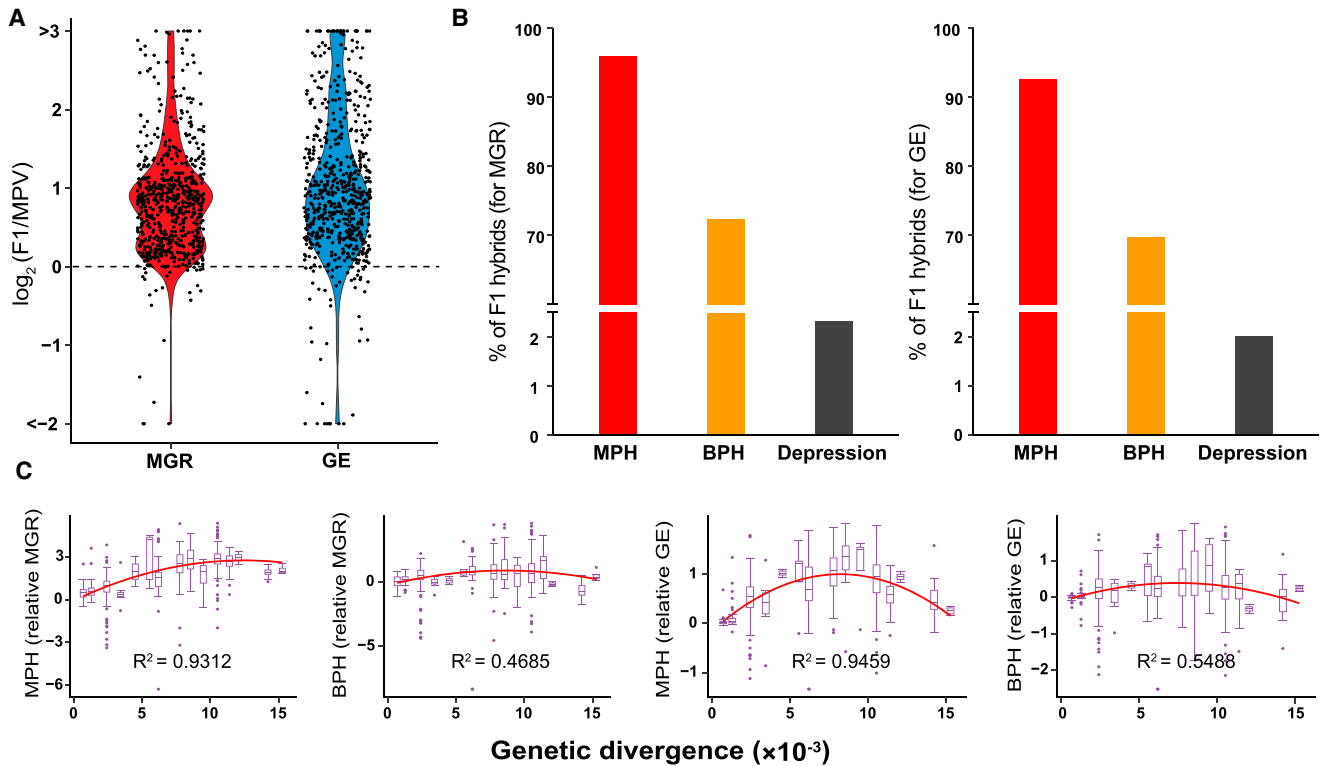 A
>3
2
1
0
−1
<−2
log2 (F1/MPV)
MGR
GE
B
100
90
80
70
2
1
0
% of F1 hybrids (for MGR)
MPH
BPH
Depression
100
90
80
70
2
1
0
% of F1 hybrids (for GE)
MPH
BPH
Depression
C
MPH (relative MGR)
3
0
−3
−6
R² = 0.9312
0
5
10
15
BPH (relative MGR)
0
−5
R² = 0.4685
0
5
10
15
MPH (relative GE)
1
0
−1
R² = 0.9459
0
5
10
15
BPH (relative GE)
1
0
−1
−2
R² = 0.5488
0
5
10
15
Genetic divergence (×10⁻³)